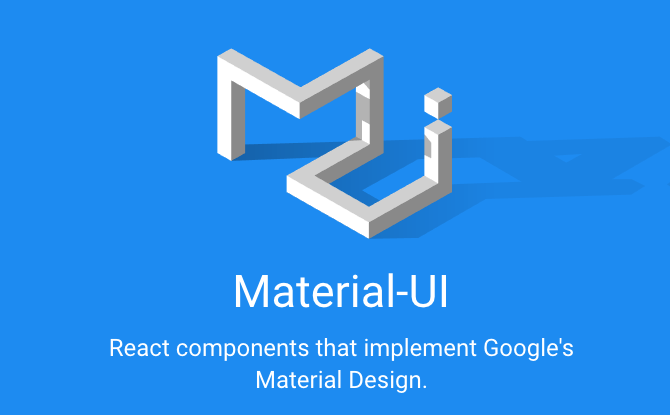 Material-UI
React components that implement Google's
Material Design.